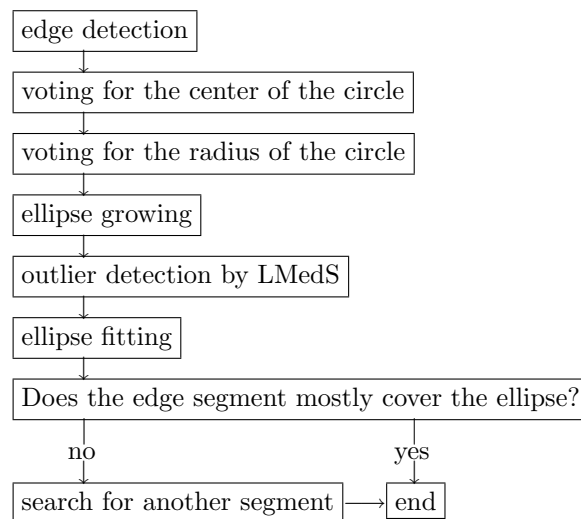 edge detection
voting for the center of the circle
voting for the radius of the circle
ellipse growing
outlier detection by LMedS
ellipse fitting
Does the edge segment mostly cover the ellipse?
no yes
search for another segment end